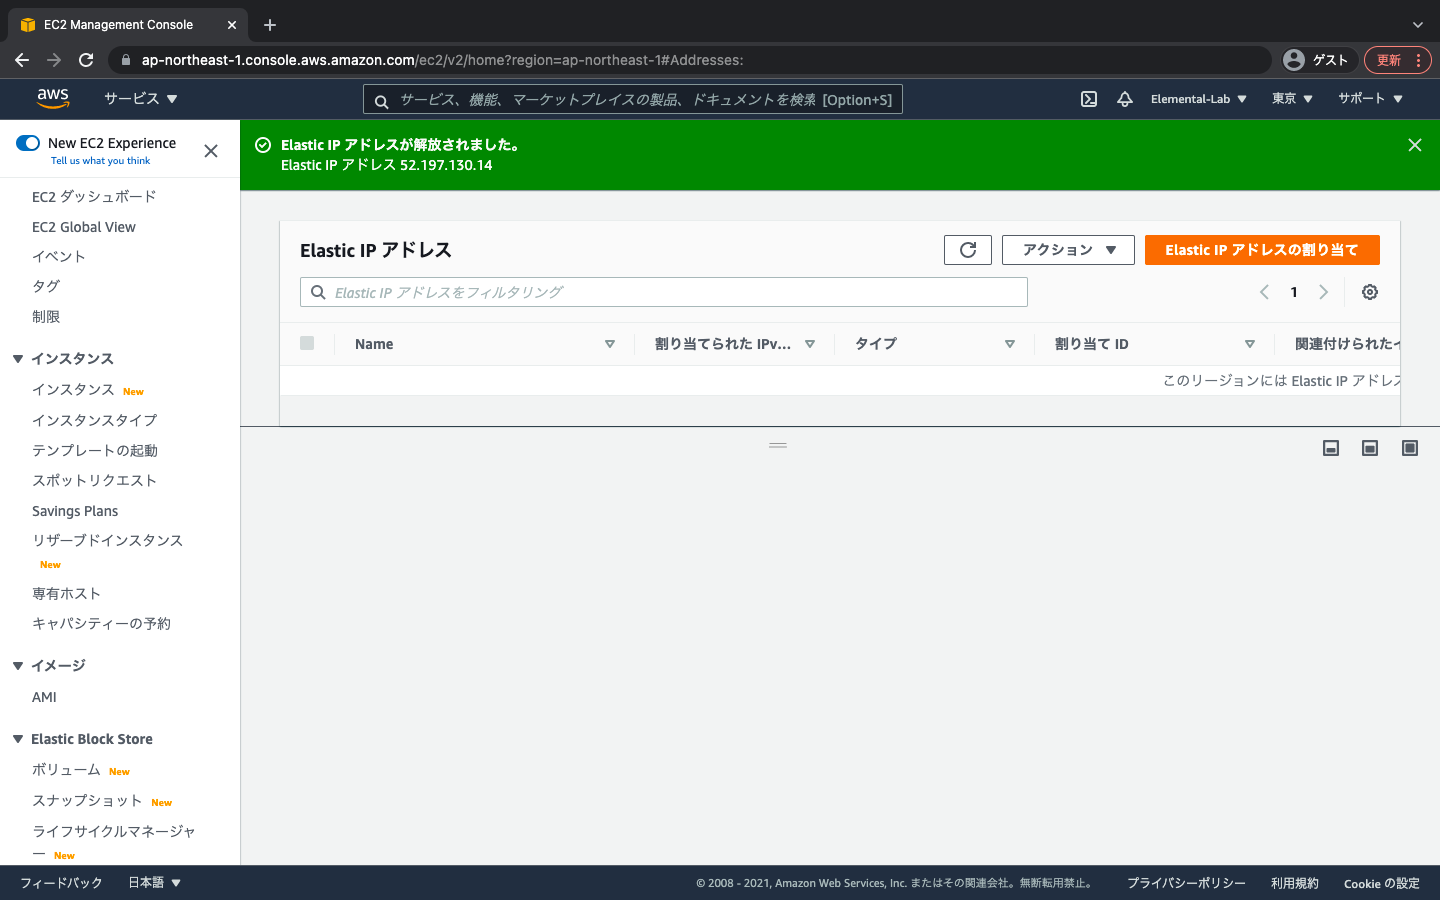 EC2 Management Console
ap-northeast-1.console.aws.amazon.com/ec2/v2/home?region=ap-northeast-1#Addresses:
ゲスト
更新
aws
サービス
サービス、機能、マーケットプレイスの製品、ドキュメントを検索 [Option+S]
Elemental-Lab
東京
サポート
New EC2 Experience
Tell us what you think
EC2 ダッシュボード
EC2 Global View
イベント
タグ
制限
インスタンス
インスタンス New
インスタンスタイプ
テンプレートの起動
スポットリクエスト
Savings Plans
リザーブドインスタンス
New
専有ホスト
キャパシティーの予約
イメージ
AMI
Elastic Block Store
ボリューム New
スナップショット New
ライフサイクルマネージャ
ー New
Elastic IP アドレスが解放されました。
Elastic IP アドレス 52.197.130.14
Elastic IP アドレス
アクション
Elastic IP アドレスの割り当て
Elastic IP アドレスをフィルタリング
1
Name
割り当てられた IPv...
タイプ
割り当て ID
関連付けられた
このリージョンには Elastic IP アドレス
フィードバック
日本語
© 2008 - 2021, Amazon Web Services, Inc. またはその関連会社。無断転用禁止。
プライバシーポリシー
利用規約
Cookie の設定